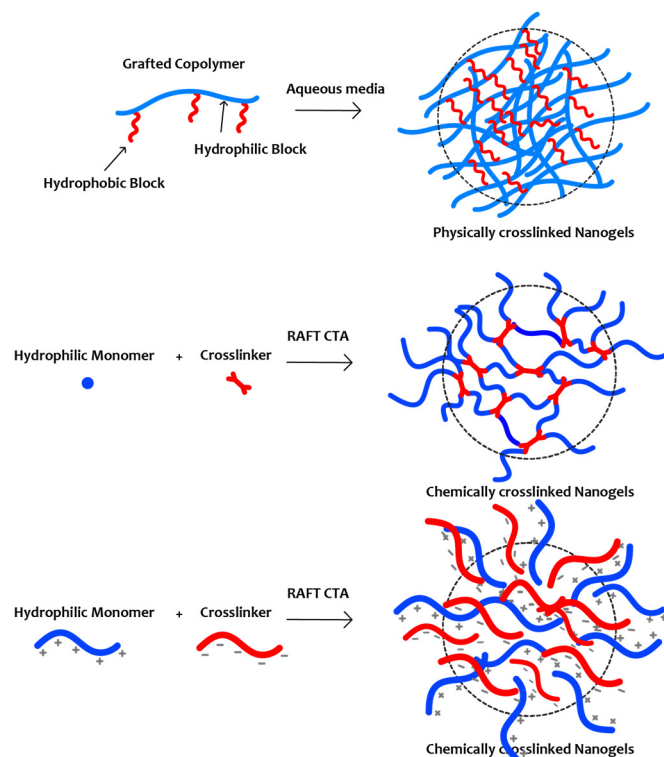 Grafted Copolymer
Aqueous media
Hydrophilic Block
Hydrophobic Block
Physically crosslinked Nanogels
RAFT CTA
Hydrophilic Monomer + Crosslinker
Chemically crosslinked Nanogels
RAFT CTA
Hydrophilic Monomer + Crosslinker
Chemically crosslinked Nanogels